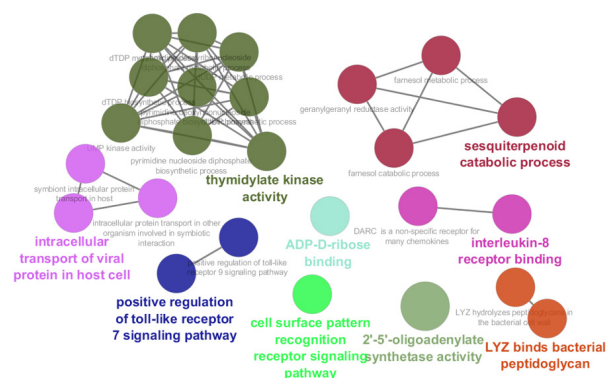 farnesol metabolic process
geranylgeranyl reductase activity
sesquiterpenoid
catabolic process
farnesol catabolic process
kinase activity
pyrimidine nucleoside diphosphate
biosynthetic process
thymidylate kinase
activity
symbiont intracellular protein
transport in host
intracellular protein transport in other
organism involved in symbiotic
interaction
intracellular
transport of viral
protein in host cell
positive regulation of toll-like
receptor 9 signaling pathway
positive regulation
of toll-like receptor
7 signaling pathway
ADP-D-ribose
binding
DARC is a non-specific receptor for
many chemokines
interleukin-8
receptor binding
cell surface pattern
recognition
receptor signaling
pathway
2'-5'-oligoadenylate
synthetase activity
LYZ hydrolyzes peptidoglycans in
the bacterial cell wall
LYZ binds bacterial
peptidoglycan